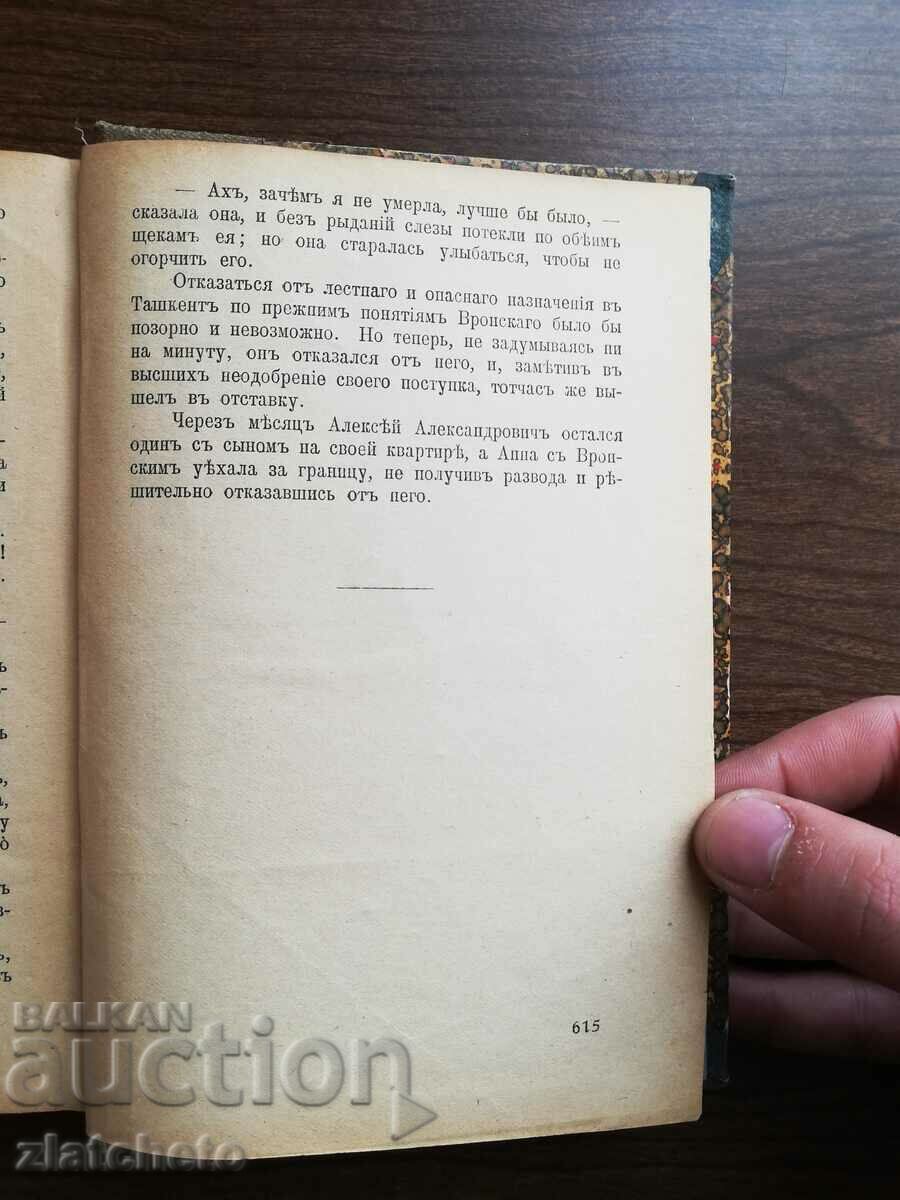 — Ахъ, зачѣмъ я не умерла, лучше бы было, —
сказала она, и безъ рыданій слезы потекли по обѣимъ
щекамъ ея; но она старалась улыбаться, чтобы не
огорчить его.
Отказаться отъ лестнаго и опаснаго назначенія въ
Ташкентъ по прежнимъ понятіямъ Вронскаго было бы
позорно и невозможно. Но теперь, не задумываясь ни
на минуту, онъ отказался отъ него, и, замѣтивъ въ
высшихъ неодобреніе своего поступка, тотчасъ же вы-
шелъ въ отставку.
Черезъ мѣсяцъ Алексѣй Александровичъ остался
одинъ съ сыномъ на своей квартирѣ, а Анна съ Врон-
скимъ уѣхала за границу, не получивъ развода и рѣ-
шительно отказавшись отъ него.
615
BALKAN
auction
zlatcheto